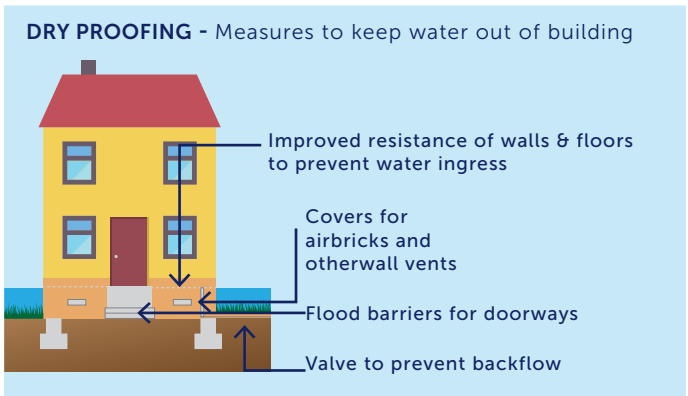 DRY PROOFING - Measures to keep water out of building
Improved resistance of walls & floors
to prevent water ingress
Covers for
airbricks and
otherwall vents
Flood barriers for doorways
Valve to prevent backflow